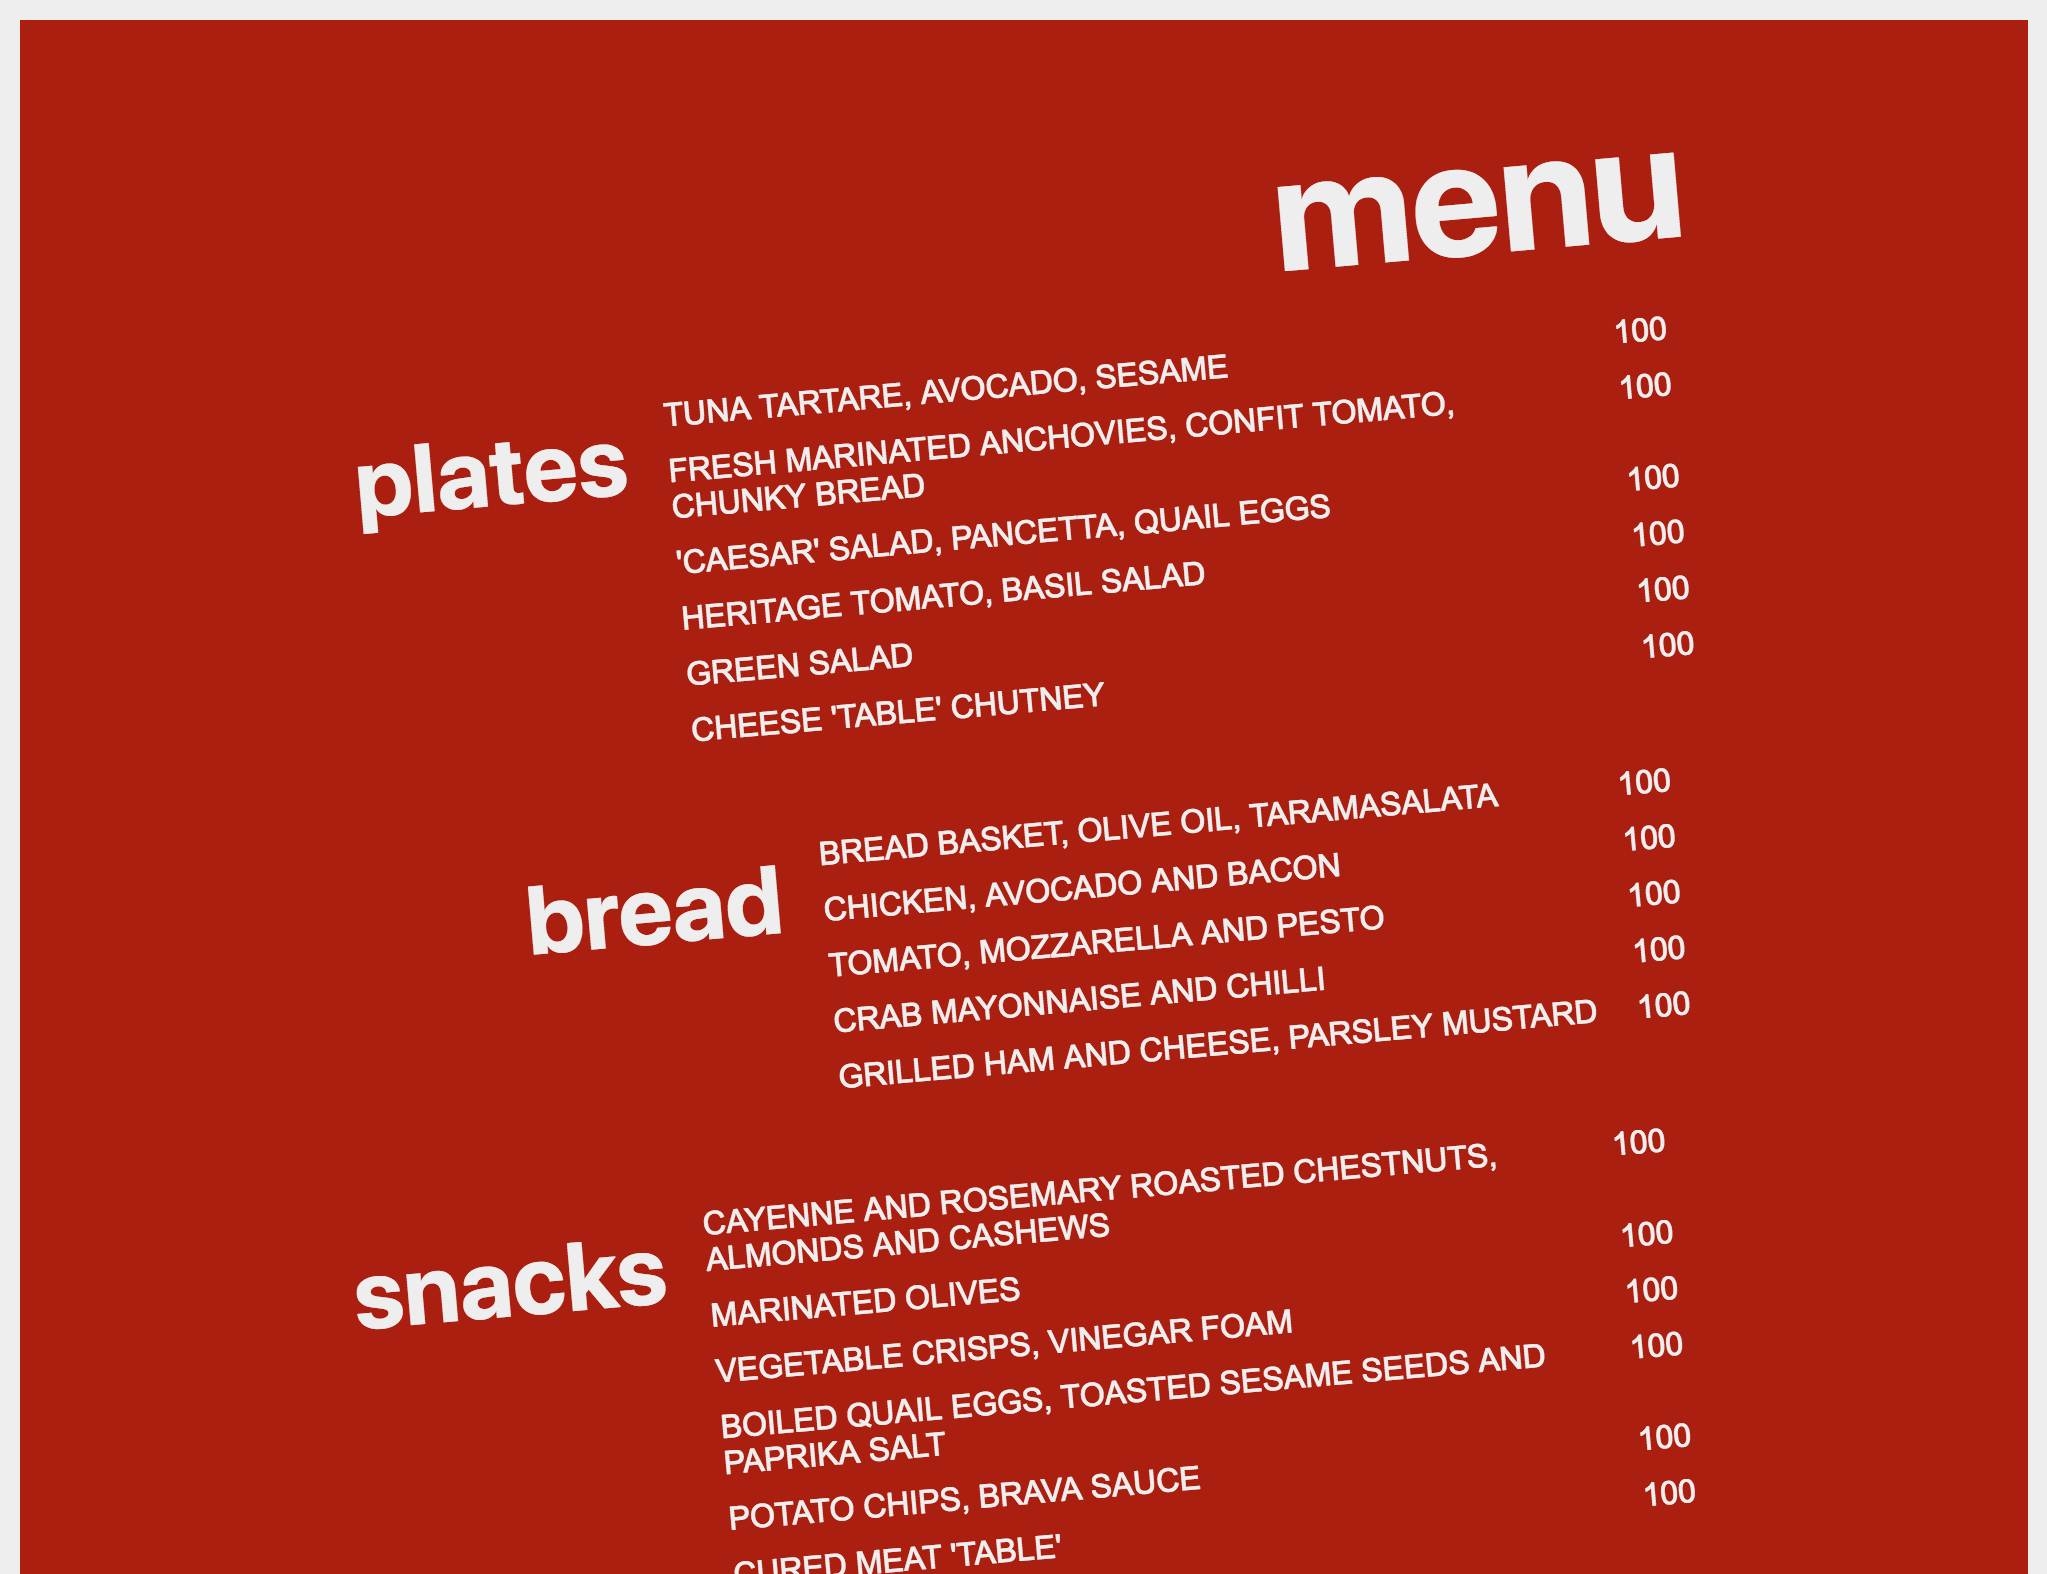 menu
plates
TUNA TARTARE, AVOCADO, SESAME 100
FRESH MARINATED ANCHOVIES, CONFIT TOMATO, 100
CHUNKY BREAD
'CAESAR' SALAD, PANCETTA, QUAIL EGGS 100
HERITAGE TOMATO, BASIL SALAD 100
GREEN SALAD 100
CHEESE 'TABLE' CHUTNEY 100
bread
BREAD BASKET, OLIVE OIL, TARAMASALATA 100
CHICKEN, AVOCADO AND BACON 100
TOMATO, MOZZARELLA AND PESTO 100
CRAB MAYONNAISE AND CHILLI 100
GRILLED HAM AND CHEESE, PARSLEY MUSTARD 100
snacks
CAYENNE AND ROSEMARY ROASTED CHESTNUTS, 100
ALMONDS AND CASHEWS
MARINATED OLIVES 100
VEGETABLE CRISPS, VINEGAR FOAM 100
BOILED QUAIL EGGS, TOASTED SESAME SEEDS AND 100
PAPRIKA SALT
POTATO CHIPS, BRAVA SAUCE 100
CURED MEAT 'TABLE' 100